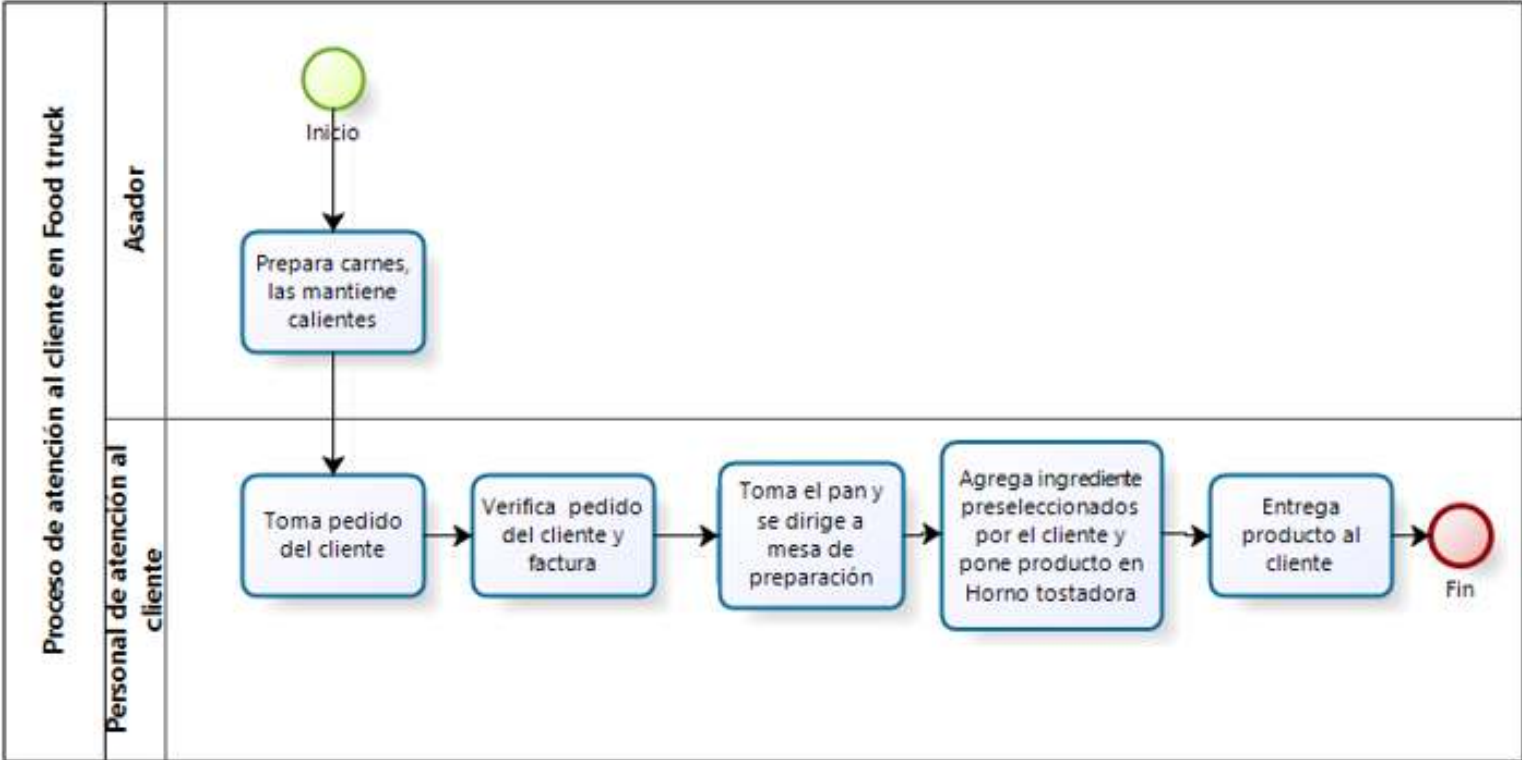 Proceso de atención al cliente en Food truck
Asador
Inicio
Prepara carnes,
las mantiene
calientes
Personal de atención al
cliente
Toma pedido
del cliente
Verifica pedido
del cliente y
factura
Toma el pan y
se dirige a
mesa de
preparación
Agrega ingrediente
preseleccionados
por el cliente y
pone producto en
Horno tostadora
Entrega
producto al
cliente
Fin